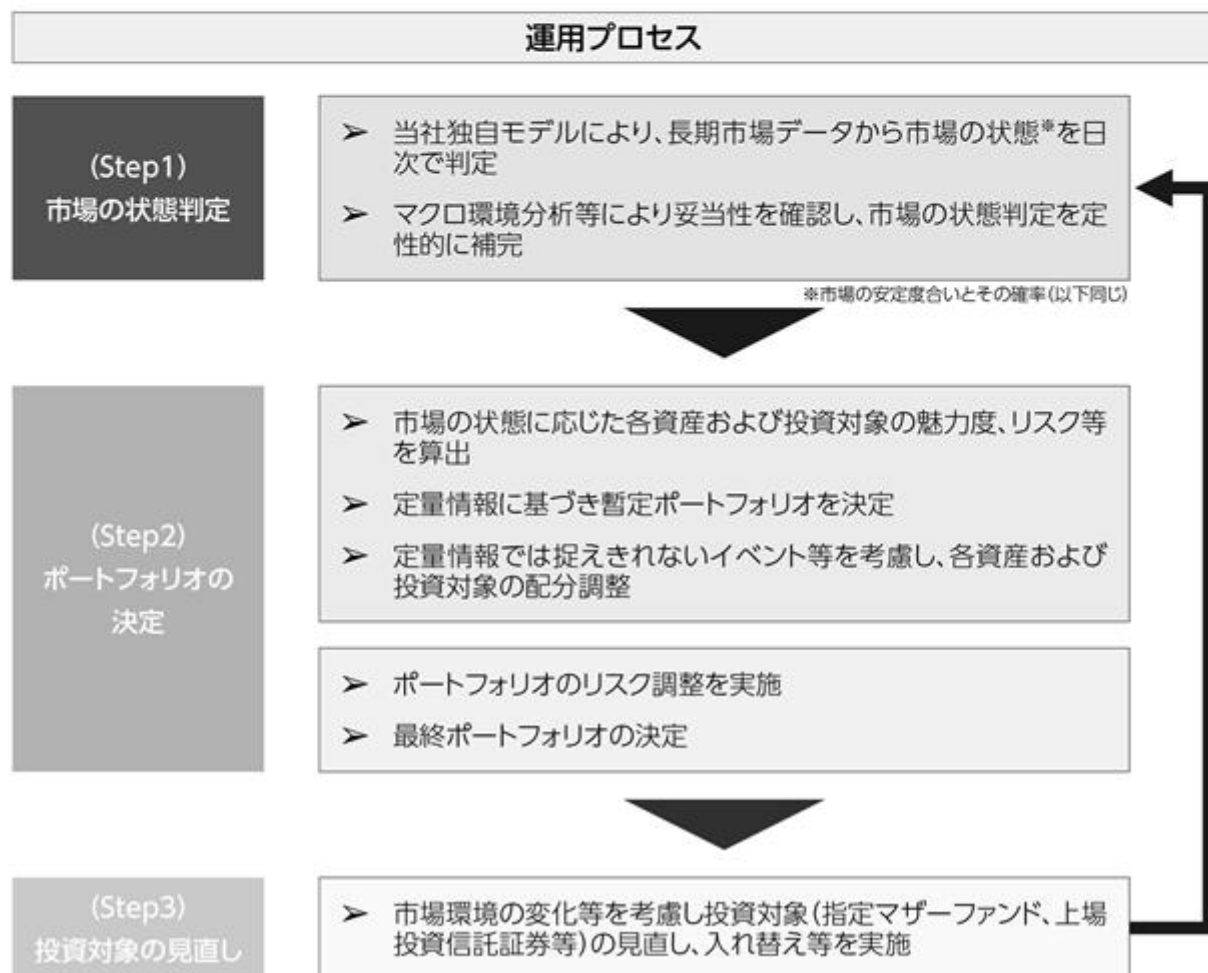 運用プロセス
(Step1)
市場の状態判定
➢ 当社独自モデルにより、長期市場データから市場の状態※を日
次で判定
➢ マクロ環境分析等により妥当性を確認し、市場の状態判定を定
性的に補完
※市場の安定度合いとその確率(以下同じ)
(Step2)
ポートフォリオの
決定
➢ 市場の状態に応じた各資産および投資対象の魅力度、リスク等
を算出
➢ 定量情報に基づき暫定ポートフォリオを決定
➢ 定量情報では捉えきれないイベント等を考慮し、各資産および
投資対象の配分調整
➢ ポートフォリオのリスク調整を実施
➢ 最終ポートフォリオの決定
(Step3)
投資対象の見直し
➢ 市場環境の変化等を考慮し投資対象(指定マザーファンド、上場
投資信託証券等)の見直し、入れ替え等を実施